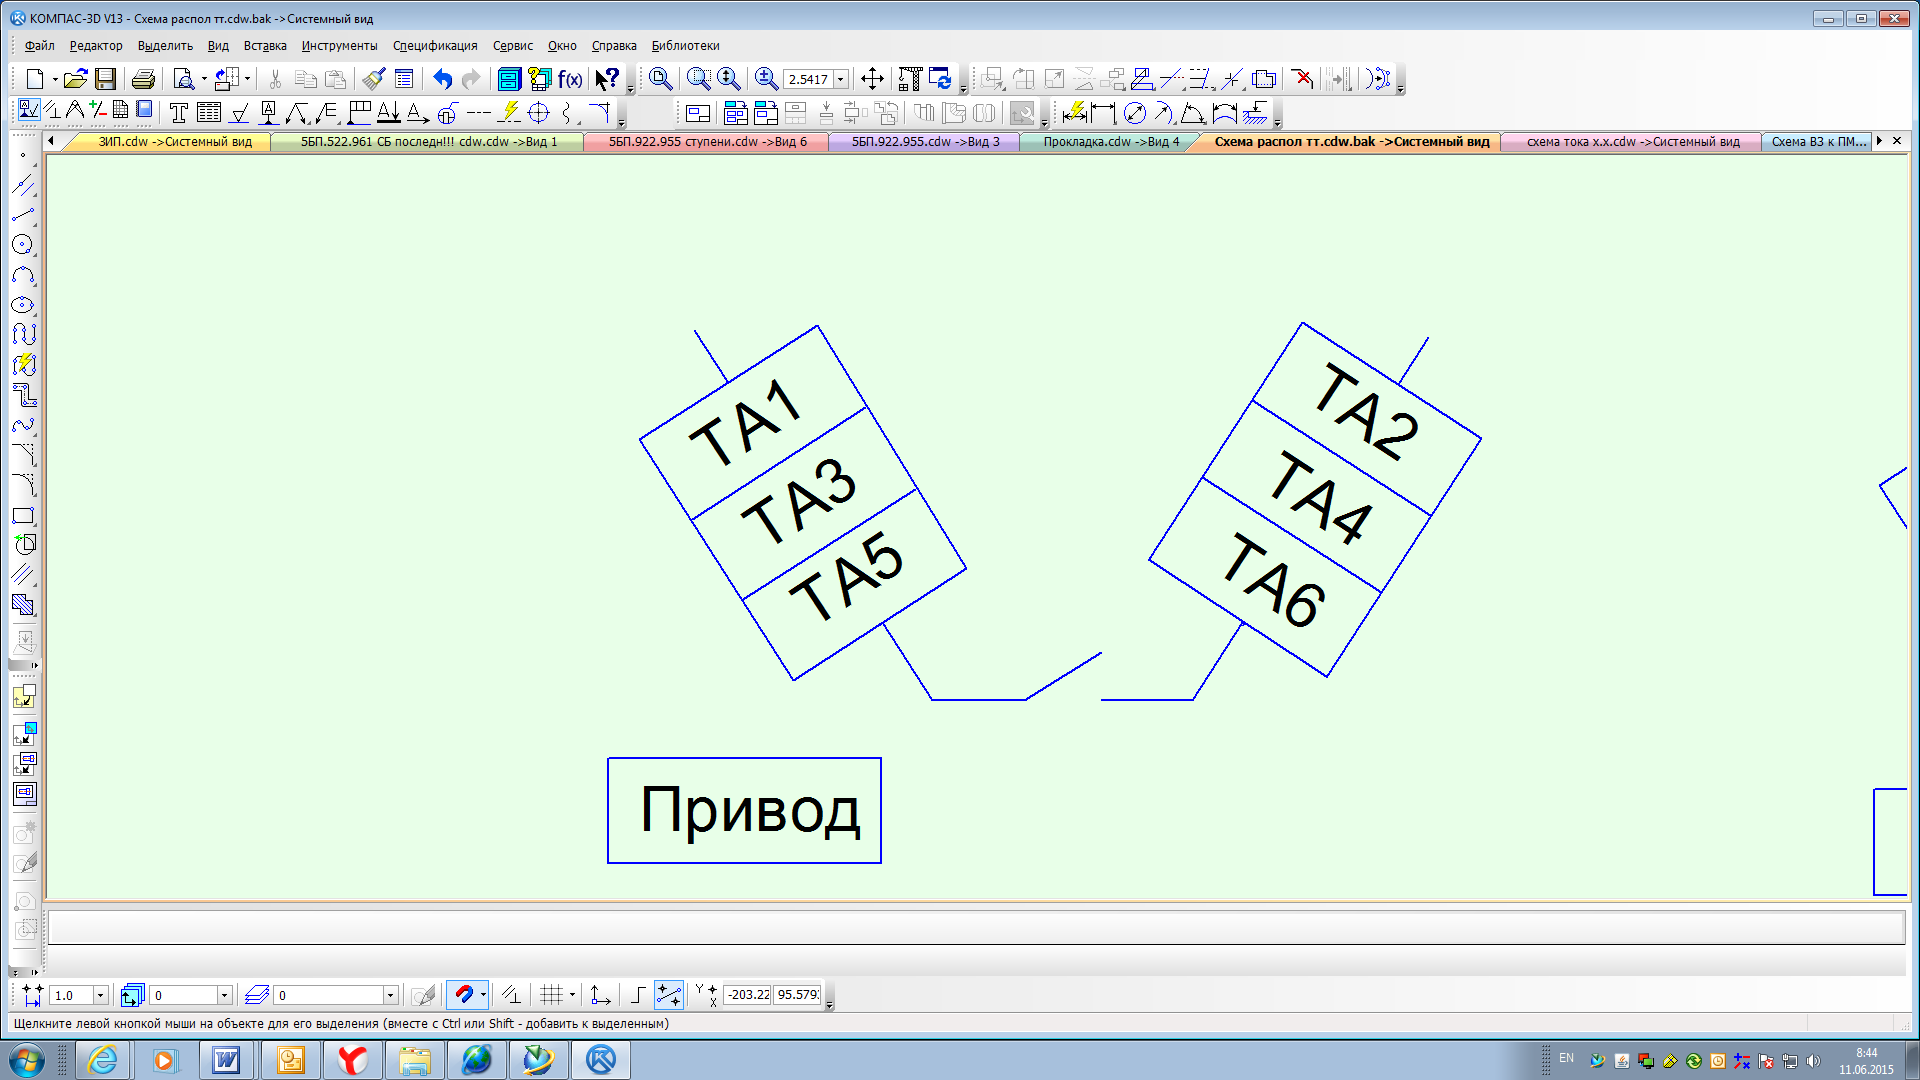 КОМПАС-3D V13 - Схема распол тт.cdw.bak ->Системный вид
Файл Редактор Выделить Вид Вставка Инструменты Спецификация Сервис Окно Справка Библиотеки
f(x) 2.5417
ЗИП.cdw ->Системный вид 5БП.522.961 СБ последн!!! cdw.cdw ->Вид 1 5БП.922.955 ступени.cdw ->Вид 6 5БП.922.955.cdw ->Вид 3 Прокладка.cdw ->Вид 4 Схема распол тт.cdw.bak ->Системный вид схема тока х.х.cdw ->Системный вид Схема ВЗ к ПМ...
ТА1
ТА3
ТА5
ТА2
ТА4
ТА6
Привод
1.0 0 0 -203.22 95.579
Щелкните левой кнопкой мыши на объекте для его выделения (вместе с Ctrl или Shift - добавить к выделенным)
EN 8:44
11.06.2015